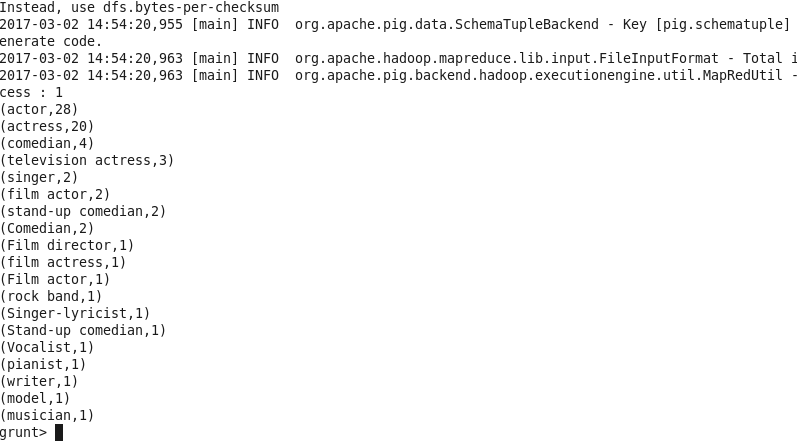 Instead, use dfs.bytes-per-checksum
2017-03-02 14:54:20,955 [main] INFO  org.apache.pig.data.SchemaTupleBackend - Key [pig.schematuple]
enerate code.
2017-03-02 14:54:20,963 [main] INFO  org.apache.hadoop.mapreduce.lib.input.FileInputFormat - Total i
2017-03-02 14:54:20,963 [main] INFO  org.apache.pig.backend.hadoop.executionengine.util.MapRedUtil -
cess : 1
(actor,28)
(actress,20)
(comedian,4)
(television actress,3)
(singer,2)
(film actor,2)
(stand-up comedian,2)
(Comedian,2)
(Film director,1)
(film actress,1)
(Film actor,1)
(rock band,1)
(Singer-lyricist,1)
(Stand-up comedian,1)
(Vocalist,1)
(pianist,1)
(writer,1)
(model,1)
(musician,1)
grunt>